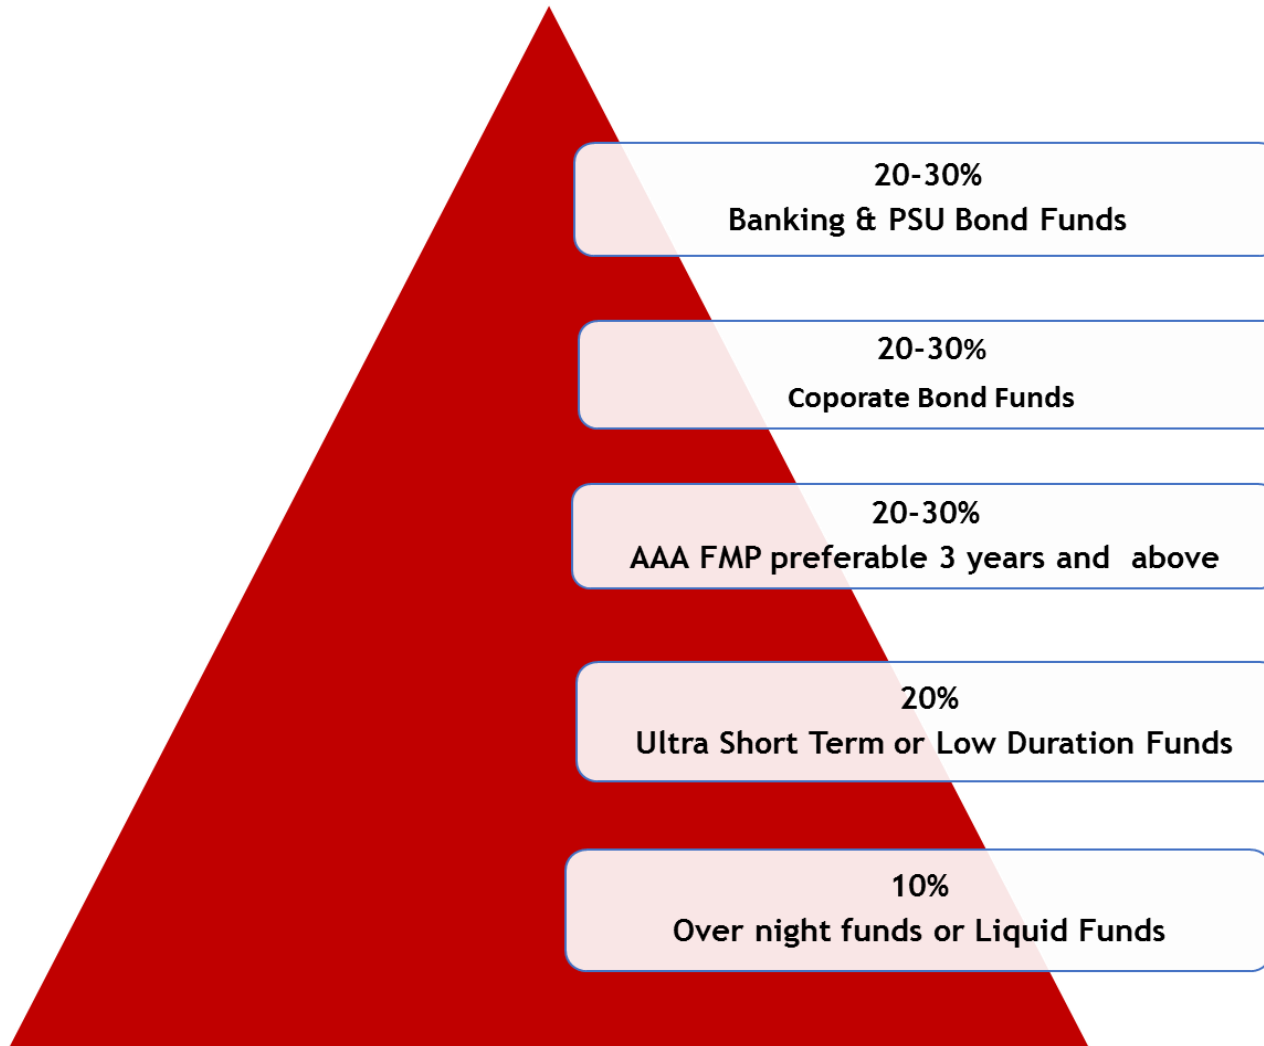 20-30%
Banking & PSU Bond Funds
20-30%
Coporate Bond Funds
20-30%
AAA FMP preferable 3 years and  above
20%
Ultra Short Term or Low Duration Funds
10%
Over night funds or Liquid Funds